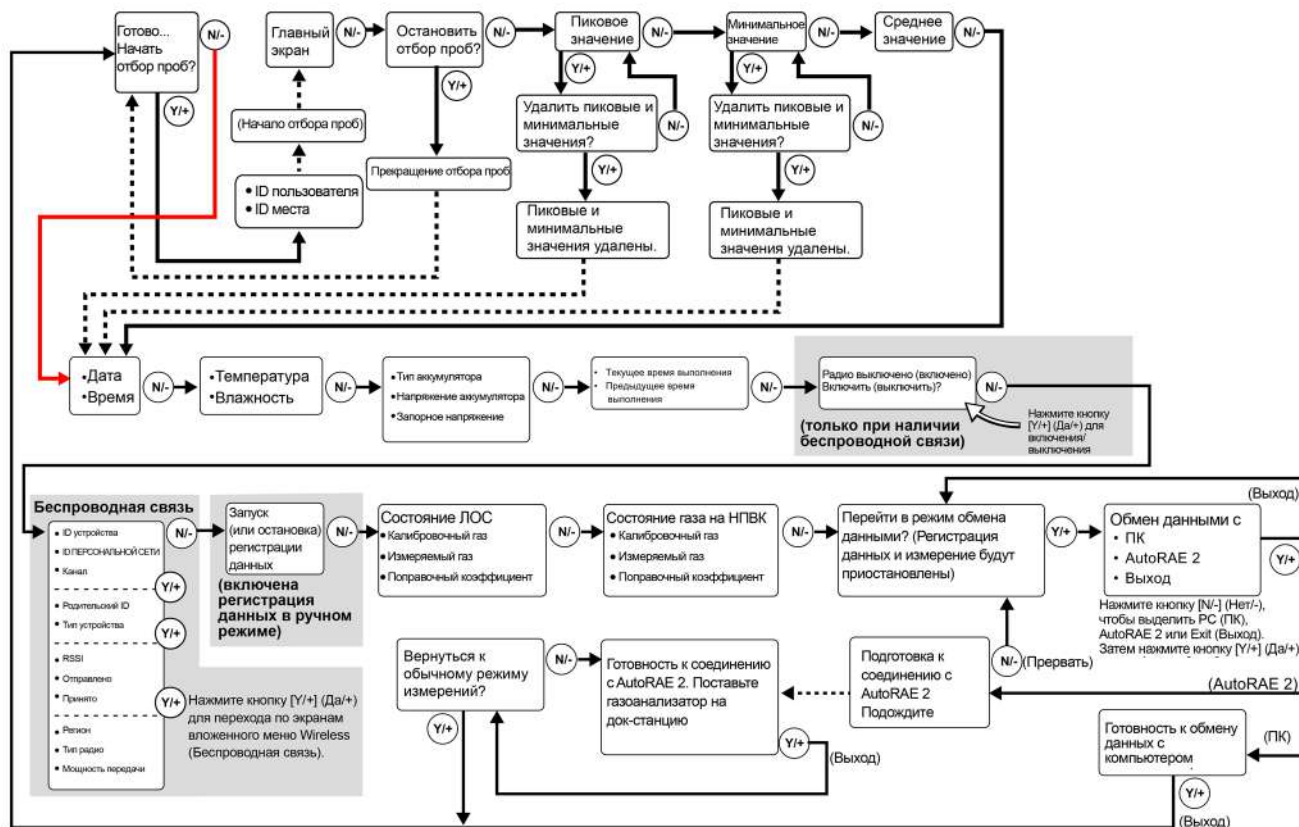 Готово...
Начать
отбор проб?
N/-
Y/+
Главный
экран
N/-
(Начало отбора проб)
• ID пользователя
• ID места
Остановить
отбор проб?
N/-
Y/+
Прекращение отбора проб
Пиковое
значение
N/-
Y/+
Удалить пиковые и
минимальные
значения?
N/-
Y/+
Пиковые и
минимальные
значения удалены.
Минимальное
значение
N/-
Y/+
Удалить пиковые и
минимальные
значения?
N/-
Y/+
Пиковые и
минимальные
значения удалены.
Среднее
значение
N/-
•Дата
•Время
N/-
•Температура
•Влажность
N/-
•Тип аккумулятора
•Напряжение аккумулятора
•Запорное напряжение
N/-
• Текущее время выполнения
• Предыдущее время
выполнения
N/-
Радио выключено (включено)
Включить (выключить)?
N/-
(только при наличии
беспроводной связи)
Нажмите кнопку
[Y/+] (Да/+) для
включения/
выключения
Беспроводная связь
• ID устройства
• ID ПЕРСОНАЛЬНОЙ СЕТИ
• Канал
N/-
Y/+
• Родительский ID
• Тип устройства
Y/+
• RSSI
• Отправлено
• Принято
Y/+
• Регион
• Тип радио
• Мощность передачи
Нажмите кнопку [Y/+] (Да/+)
для перехода по экранам
вложенного меню Wireless
(Беспроводная связь).
Запуск
(или остановка)
регистрации
данных
N/-
(включена
регистрация
данных в ручном
режиме)
Состояние ЛОС
• Калибровочный газ
• Измеряемый газ
• Поправочный коэффициент
N/-
Состояние газа на НПВК
• Калибровочный газ
• Измеряемый газ
• Поправочный коэффициент
N/-
Перейти в режим обмена
данными? (Регистрация
данных и измерение будут
приостановлены)
Y/+
Обмен данными с
• ПК
• AutoRAE 2
• Выход
(Выход)
Y/+
Нажмите кнопку [N/-] (Нет/-),
чтобы выделить PC (ПК),
AutoRAE 2 или Exit (Выход).
Затем нажмите кнопку [Y/+] (Да/+)
Вернуться к
обычному режиму
измерений?
N/-
Y/+
Готовность к соединению
с AutoRAE 2. Поставьте
газоанализатор на
док-станцию
Y/+
(Выход)
Подготовка к
соединению с
AutoRAE 2
Подождите
N/-
(Прервать)
(AutoRAE 2)
Готовность к обмену
данных с
компьютером
(ПК)
Y/+
(Выход)